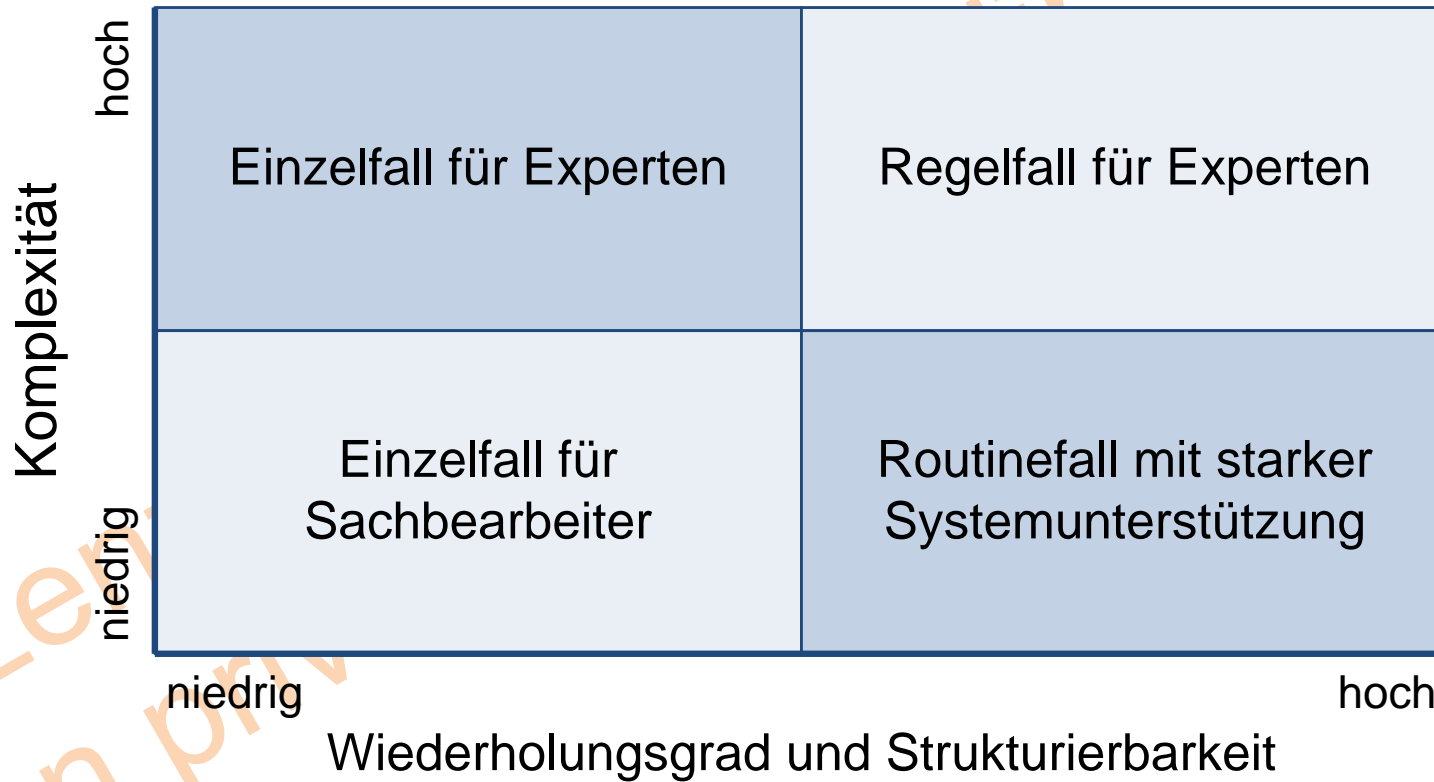 Komplexität
hoch
niedrig
Einzelfall für Experten
Regelfall für Experten
Einzelfall für
Sachbearbeiter
Routinefall mit starker
Systemunterstützung
niedrig
hoch
Wiederholungsgrad und Strukturierbarkeit